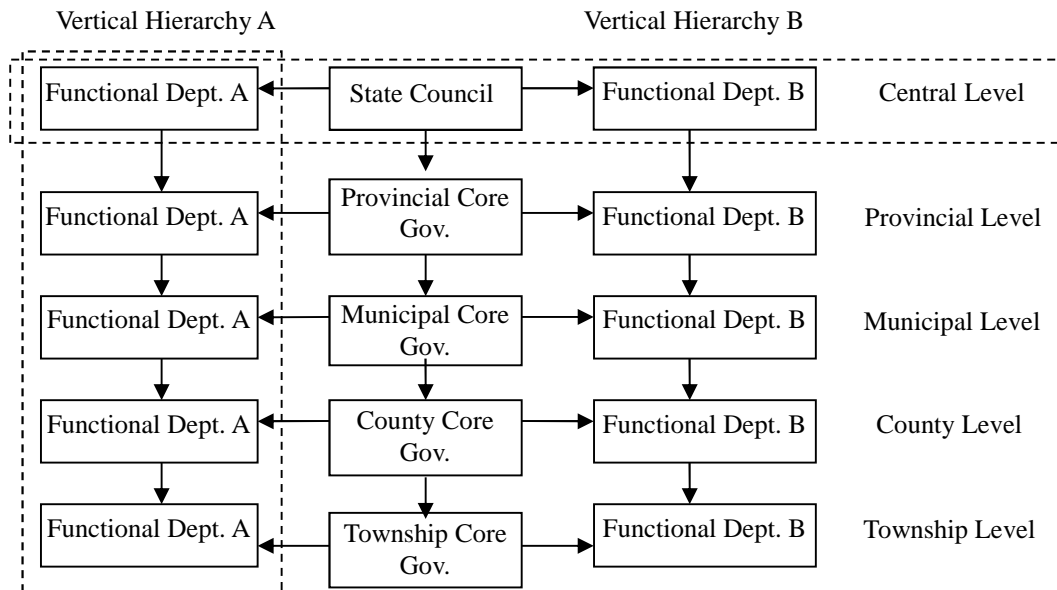 Vertical Hierarchy A
Vertical Hierarchy B
Functional Dept. A
State Council
Functional Dept. B
Central Level
Functional Dept. A
Provincial Core
Gov.
Functional Dept. B
Provincial Level
Functional Dept. A
Municipal Core
Gov.
Functional Dept. B
Municipal Level
Functional Dept. A
County Core
Gov.
Functional Dept. B
County Level
Functional Dept. A
Township Core
Gov.
Functional Dept. B
Township Level